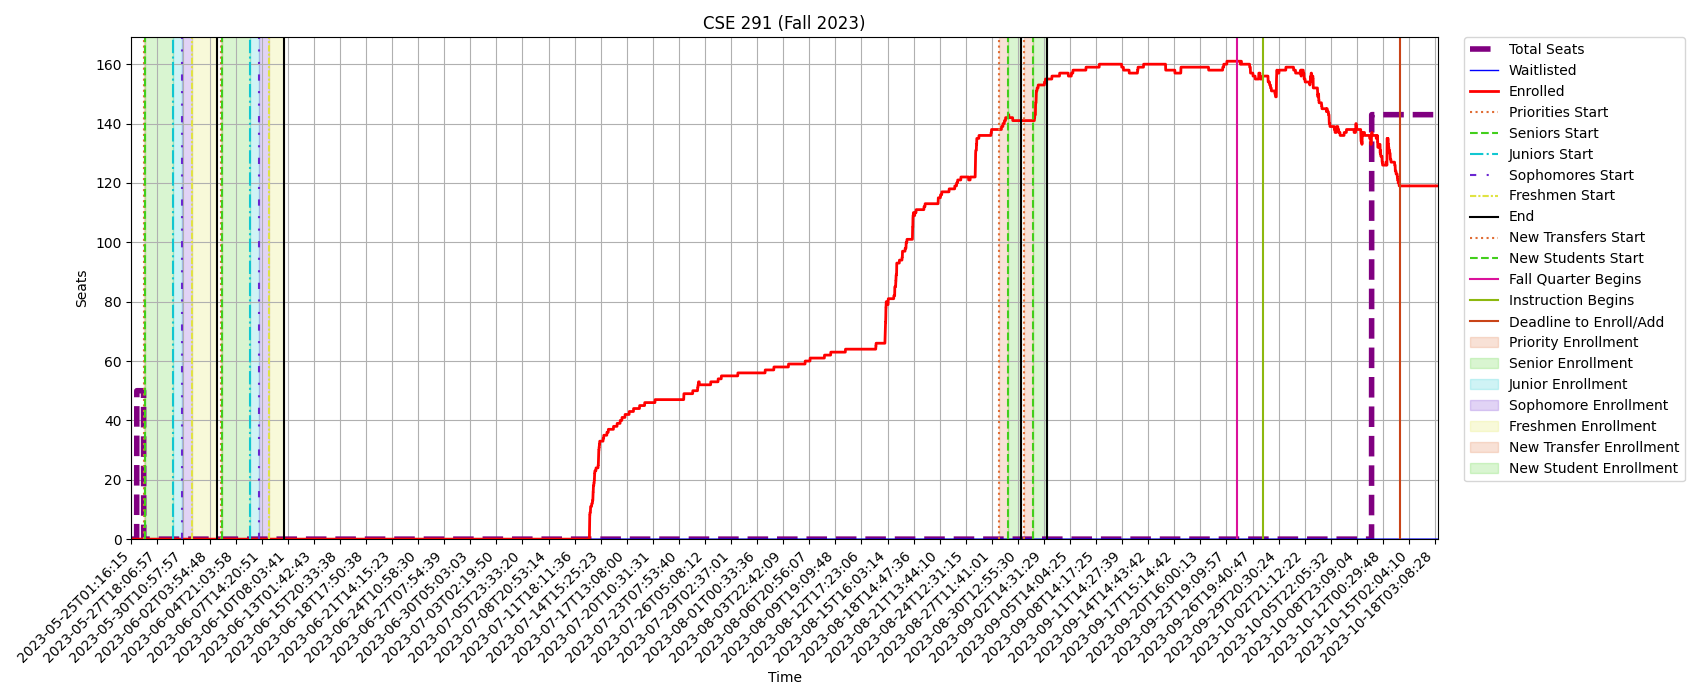 CSE 291 (Fall 2023)
Seats
160
140
120
100
80
60
40
20
0
2023-05-25T01:16:15
2023-05-27T18:06:57
2023-05-30T10:57:57
2023-06-02T03:54:48
2023-06-04T21:03:58
2023-06-07T14:20:51
2023-06-10T08:03:41
2023-06-13T01:42:43
2023-06-15T20:33:38
2023-06-18T17:50:38
2023-06-21T14:15:23
2023-06-24T10:58:30
2023-06-27T07:54:39
2023-06-30T05:03:03
2023-07-03T02:19:50
2023-07-05T23:33:20
2023-07-08T20:53:14
2023-07-11T18:11:36
2023-07-14T15:25:23
2023-07-17T13:08:00
2023-07-20T10:31:31
2023-07-23T07:53:40
2023-07-26T05:08:12
2023-07-29T02:37:01
2023-08-01T00:33:36
2023-08-03T22:42:09
2023-08-06T20:56:07
2023-08-09T19:09:48
2023-08-12T17:23:06
2023-08-15T16:03:14
2023-08-18T14:47:36
2023-08-21T13:44:10
2023-08-24T12:31:15
2023-08-27T11:41:01
2023-08-30T12:55:30
2023-09-02T14:31:29
2023-09-05T14:04:25
2023-09-08T14:17:25
2023-09-11T14:27:39
2023-09-14T14:43:42
2023-09-17T15:14:42
2023-09-20T16:00:13
2023-09-23T19:09:57
2023-09-26T19:40:47
2023-09-29T20:30:24
2023-10-02T21:12:22
2023-10-05T22:05:32
2023-10-08T23:09:04
2023-10-12T00:29:48
2023-10-15T02:04:10
2023-10-18T03:08:28
Time
Total Seats
Waitlisted
Enrolled
Priorities Start
Seniors Start
Juniors Start
Sophomores Start
Freshmen Start
End
New Transfers Start
New Students Start
Fall Quarter Begins
Instruction Begins
Deadline to Enroll/Add
Priority Enrollment
Senior Enrollment
Junior Enrollment
Sophomore Enrollment
Freshmen Enrollment
New Transfer Enrollment
New Student Enrollment